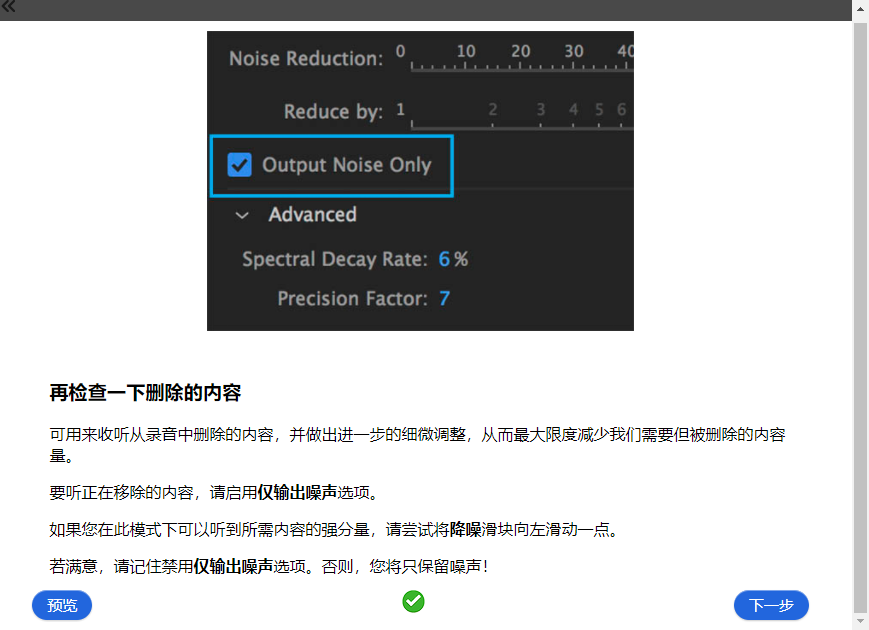 «
Noise Reduction: 0 10 20 30 40
Reduce by: 1 2 3 4 5 6
Output Noise Only
Advanced
Spectral Decay Rate: 6 %
Precision Factor: 7
再检查一下删除的内容
可用来收听从录音中删除的内容，并做出进一步的细微调整，从而最大限度减少我们需要但被删除的内容
量。
要听正在移除的内容，请启用仅输出噪声选项。
如果您在此模式下可以听到所需内容的强分量，请尝试将降噪滑块向左滑动一点。
若满意，请记住禁用仅输出噪声选项。否则，您将只保留噪声！
预览
下一步